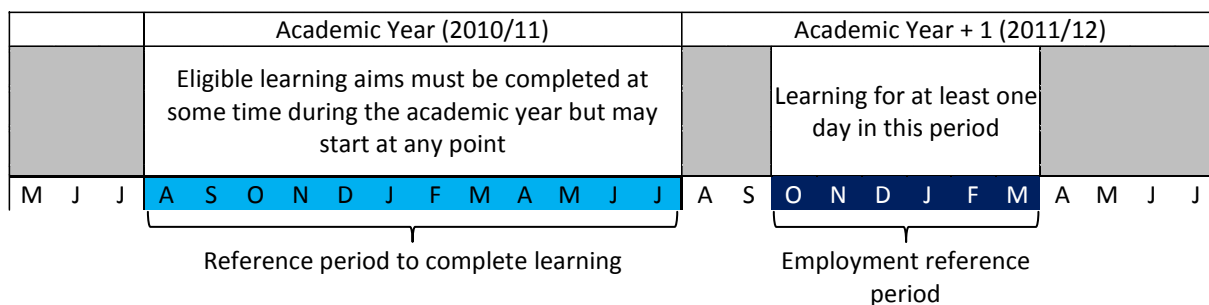 Academic Year (2010/11) Academic Year + 1 (2011/12)
Eligible learning aims must be completed at
some time during the academic year but may
start at any point
Learning for at least one
day in this period
M J J A S O N D J F M A M J J A S O N D J F M A M J J
Reference period to complete learning
Employment reference
period